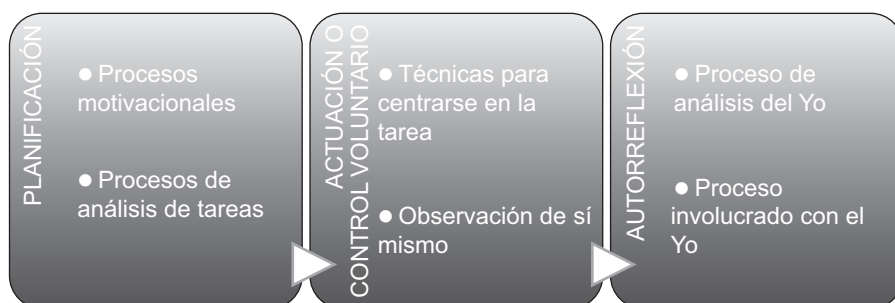 PLANIFICACIÓN
● Procesos
motivacionales
● Procesos de
análisis de tareas
ACTUACIÓN O
CONTROL VOLUNTARIO
● Técnicas para
centrarse en la
tarea
● Observación de sí
mismo
AUTORREFLEXIÓN
● Proceso de
análisis del Yo
● Proceso
involucrado con el
Yo